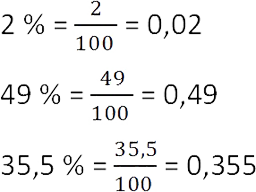 2 % = 2/100 = 0,02
49 % = 49/100 = 0,49
35,5 % = 35,5/100 = 0,355